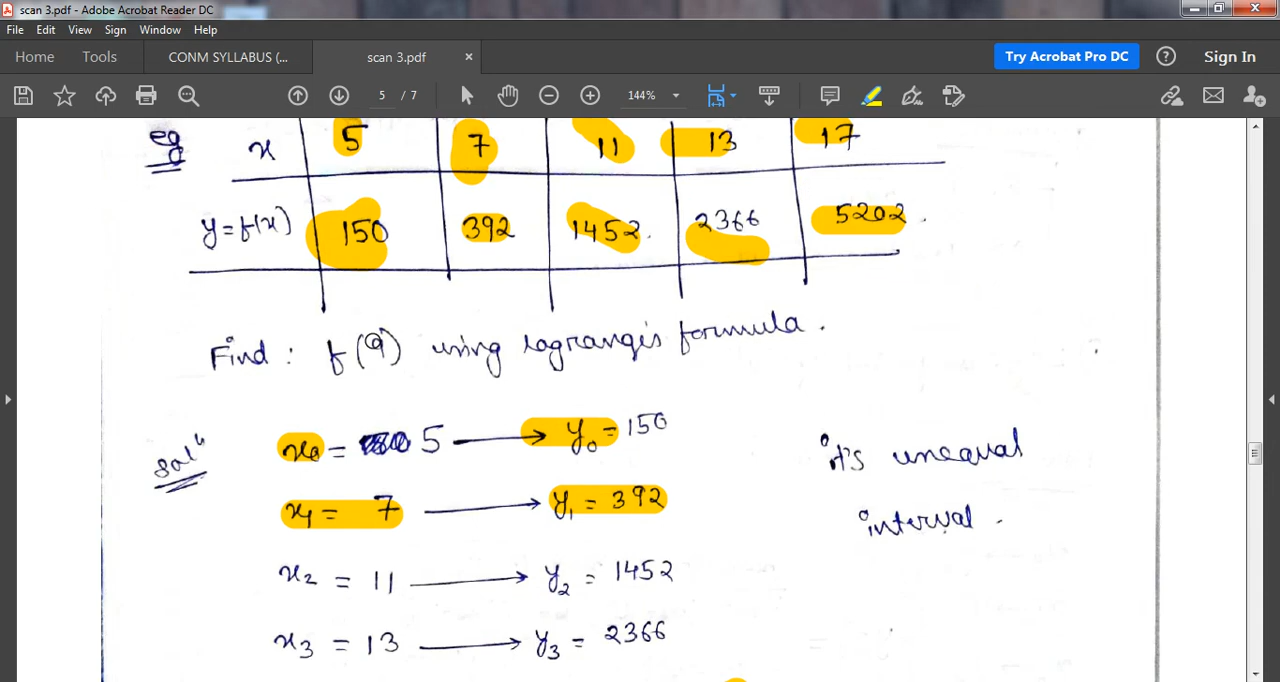 scan 3.pdf - Adobe Acrobat Reader DC
File Edit View Sign Window Help
Home Tools CONM SYLLABUS (... scan 3.pdf × Try Acrobat Pro DC ? Sign In
5 / 7 144%
eg x 5 7 11 13 17
y=f(x) 150 392 1452. 2366 5202.
Find : f(9) using lagrange's formula.
Solⁿ
x₀ = 5 → y₀ = 150
it's unequal
x₁ = 7 → y₁ = 392
interval.
x₂ = 11 → y₂ = 1452
x₃ = 13 → y₃ = 2366